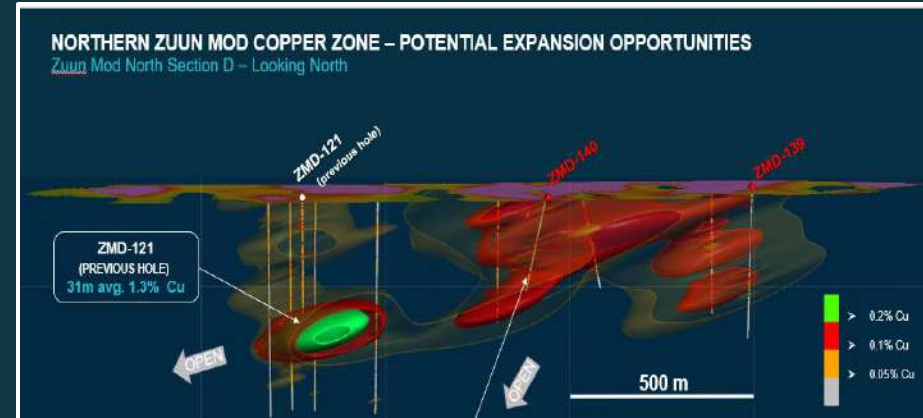 NORTHERN ZUUN MOD COPPER ZONE – POTENTIAL EXPANSION OPPORTUNITIES
Zuun Mod North Section D – Looking North
ZMD-121
(previous hole)
ZMD-140
ZMD-139
ZMD-121
(PREVIOUS HOLE)
31m avg. 1.3% Cu
OPEN
OPEN
500 m
> 0.2% Cu
> 0.1% Cu
> 0.05% Cu